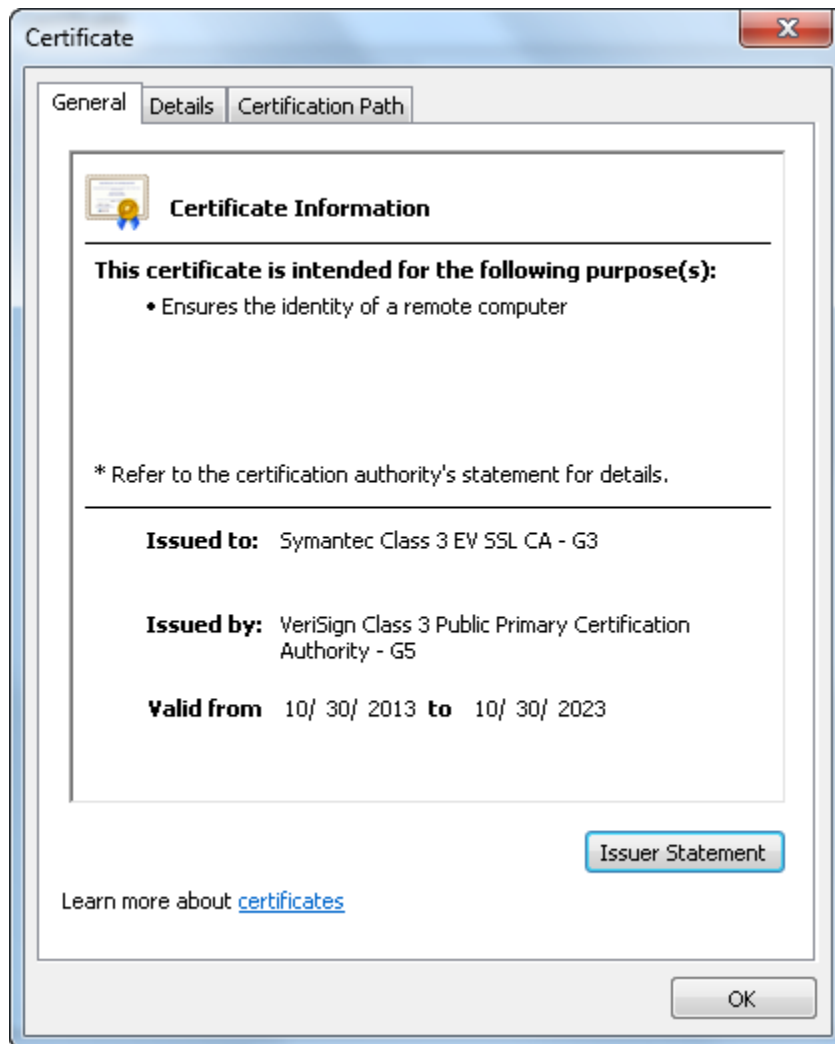 Certificate
General Details Certification Path
Certificate Information
This certificate is intended for the following purpose(s):
• Ensures the identity of a remote computer
* Refer to the certification authority's statement for details.
Issued to: Symantec Class 3 EV SSL CA - G3
Issued by: VeriSign Class 3 Public Primary Certification
Authority - G5
Valid from 10/ 30/ 2013 to 10/ 30/ 2023
Issuer Statement
Learn more about certificates
OK